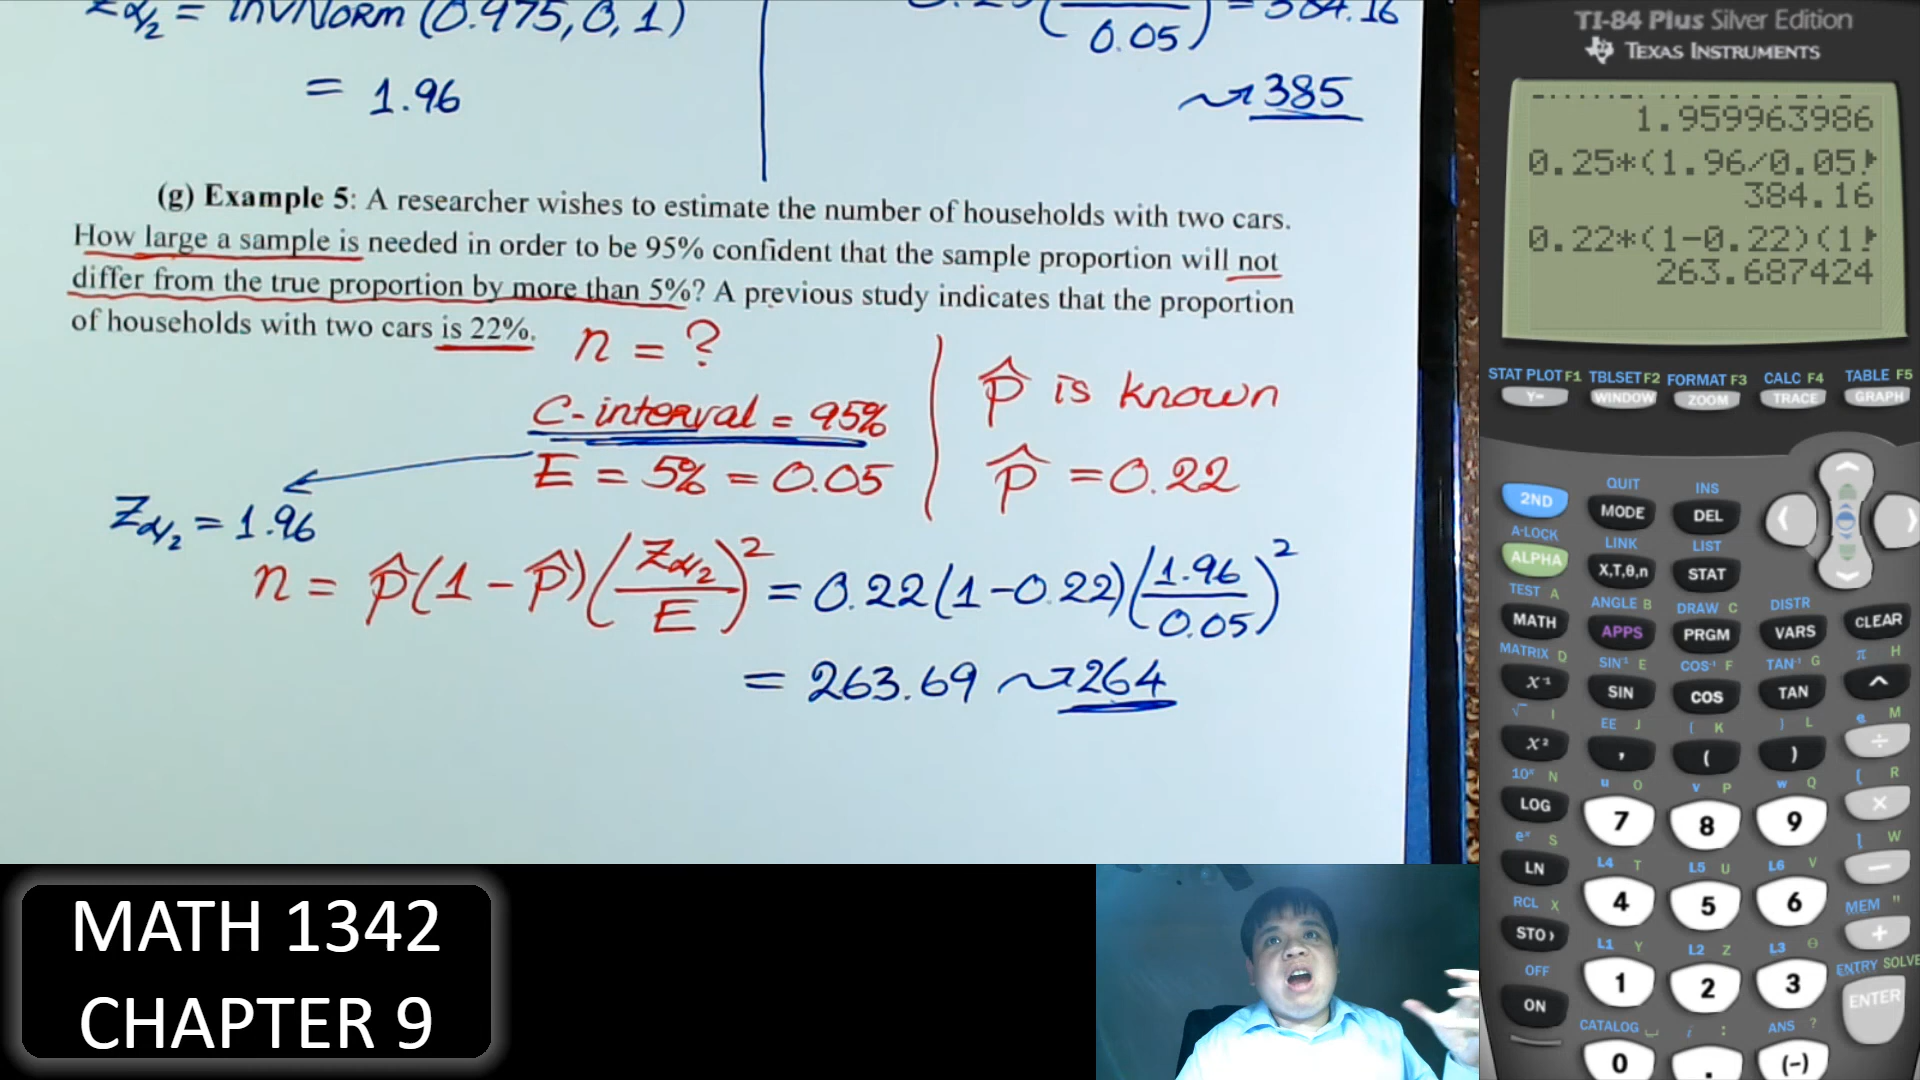 Zα/2 = InvNorm (0.975, 0, 1)
= 1.96
0.05
= 384.16
385
(g) Example 5: A researcher wishes to estimate the number of households with two cars.
How large a sample is needed in order to be 95% confident that the sample proportion will not
differ from the true proportion by more than 5%? A previous study indicates that the proportion
of households with two cars is 22%.
n = ?
C-interval = 95%
E = 5% = 0.05
p̂ is known
p̂ = 0.22
Zα/2 = 1.96
n = p̂(1 - p̂)(Zα/2 / E)² = 0.22(1-0.22)(1.96 / 0.05)²
= 263.69 ⤳ 264
MATH 1342
CHAPTER 9
TI-84 Plus Silver Edition
TEXAS INSTRUMENTS
1.959963986
0.25*(1.96/0.05
384.16
0.22*(1-0.22)(1
263.687424
STAT PLOT F1 TBLSET F2 FORMAT F3 CALC F4 TABLE F5
Y= WINDOW ZOOM TRACE GRAPH
QUIT INS
2ND MODE DEL
A-LOCK LINK LIST
ALPHA X,T,θ,n STAT
TEST A ANGLE B DRAW C DISTR
MATH APPS PRGM VARS CLEAR
MATRIX D SIN⁻¹ E COS⁻¹ F TAN⁻¹ G π H
X⁻¹ SIN COS TAN ^
√ I EE J { K } L e M
X² , ( ) ÷
10ˣ N u O v P w Q [ R
LOG 7 8 9 ×
eˣ S L4 T L5 U L6 V ] W
LN 4 5 6 −
RCL X L1 Y L2 Z L3 θ MEM "
STO› 1 2 3 +
OFF CATALOG ⎵ i : ANS ? ENTRY SOLVE
ON 0 . (-) ENTER